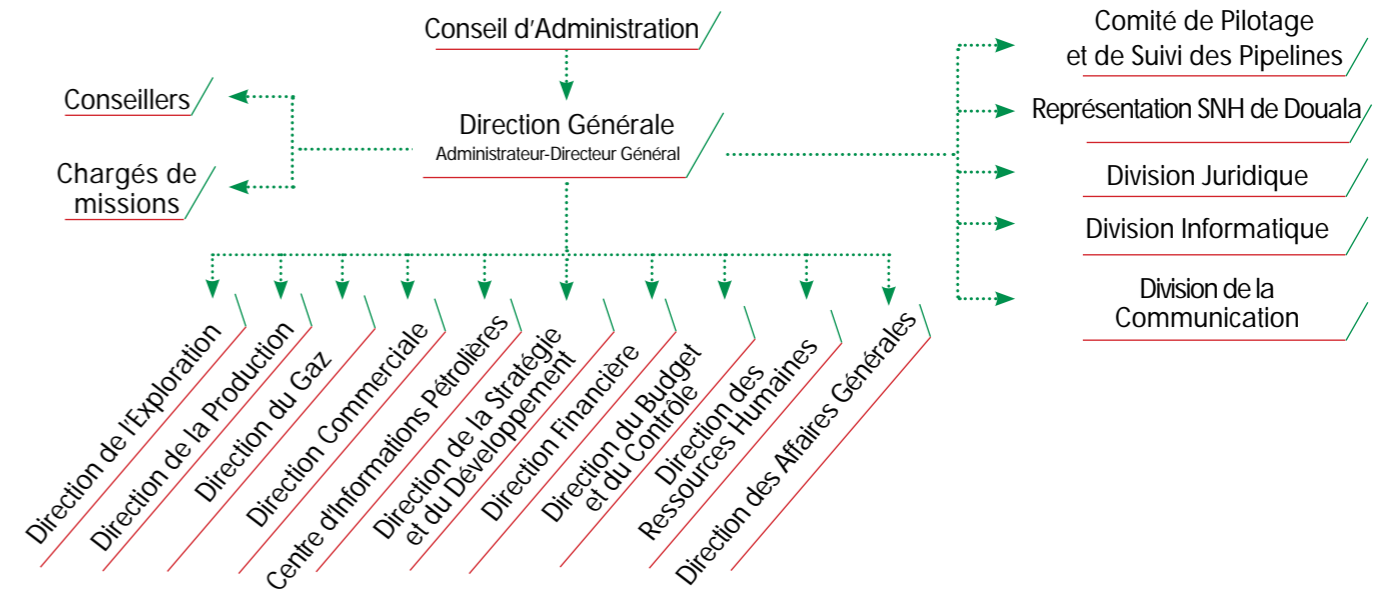 Conseil d'Administration
Comité de Pilotage
et de Suivi des Pipelines
Conseillers
Direction Générale
Administrateur-Directeur Général
Représentation SNH de Douala
Chargés de
missions
Division Juridique
Division Informatique
Division de la
Communication
Direction de l'Exploration
Direction de la Production
Direction du Gaz
Direction Commerciale
Centre d'Informations Pétrolières
Direction de la Stratégie
et du Dévéloppement
Direction Financière
Direction du Budget
et du Contrôle
Direction des
Ressources Humaines
Direction des Affaires Générales